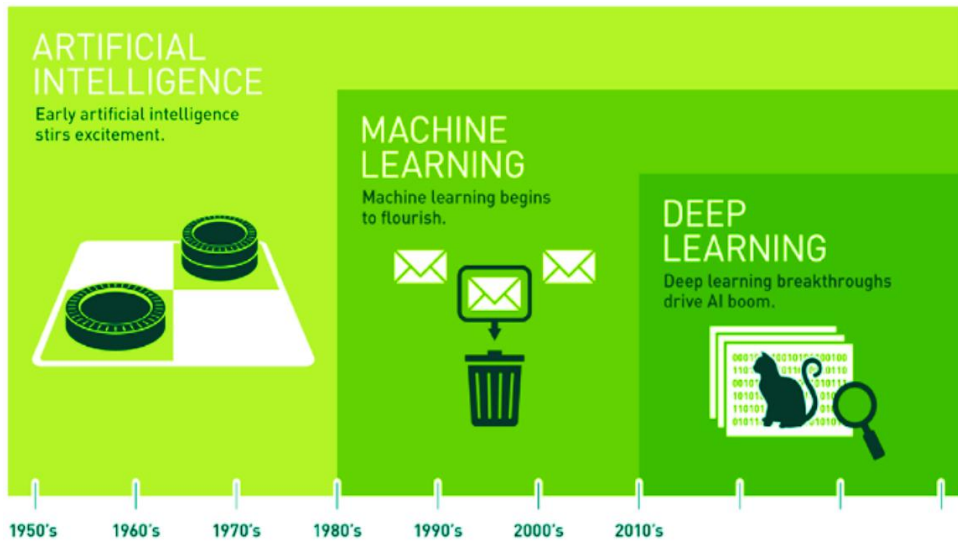 ARTIFICIAL
INTELLIGENCE
Early artificial intelligence
stirs excitement.
MACHINE
LEARNING
Machine learning begins
to flourish.
DEEP
LEARNING
Deep learning breakthroughs
drive AI boom.
1950's 1960's 1970's 1980's 1990's 2000's 2010's